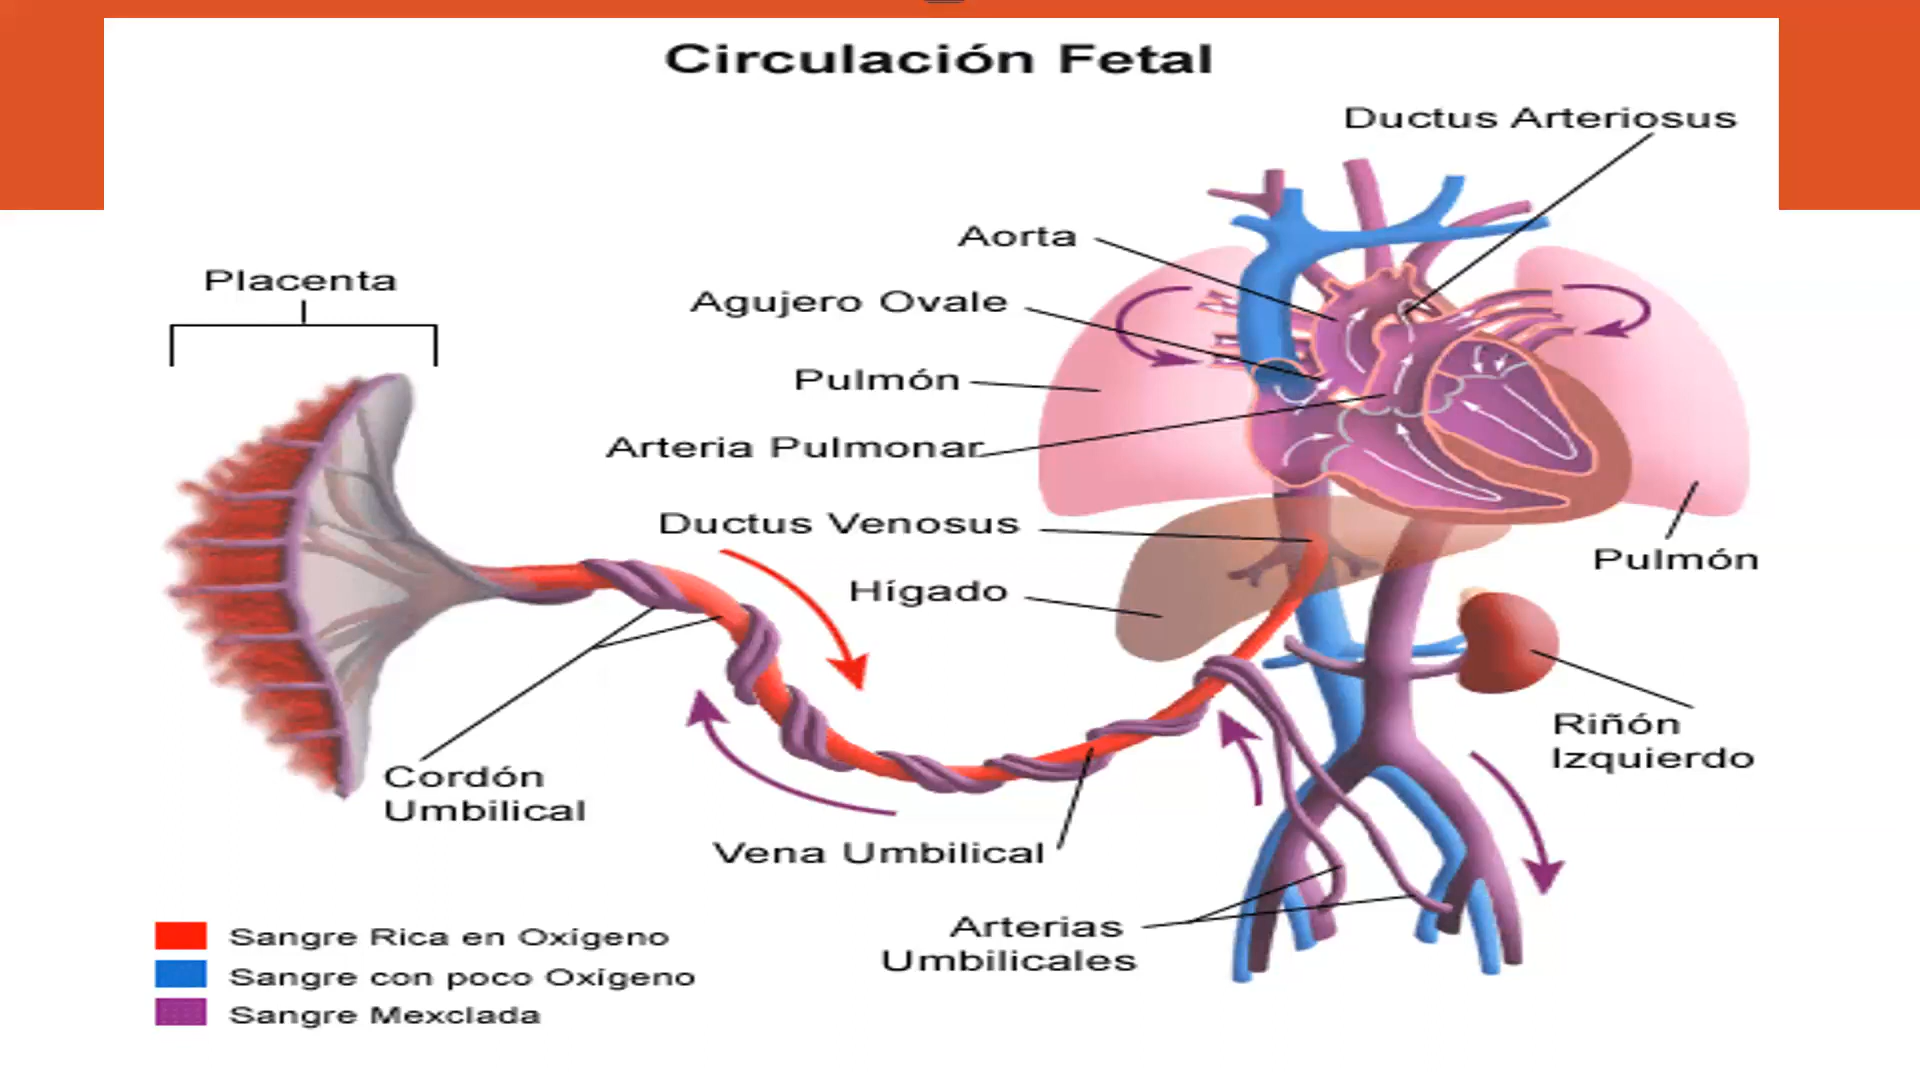 Circulación Fetal
Ductus Arteriosus
Aorta
Placenta
Agujero Ovale
Pulmón
Arteria Pulmonar
Ductus Venosus
Pulmón
Hígado
Riñón
Izquierdo
Cordón
Umbilical
Vena Umbilical
Arterias
Umbilicales
Sangre Rica en Oxígeno
Sangre con poco Oxígeno
Sangre Mexclada